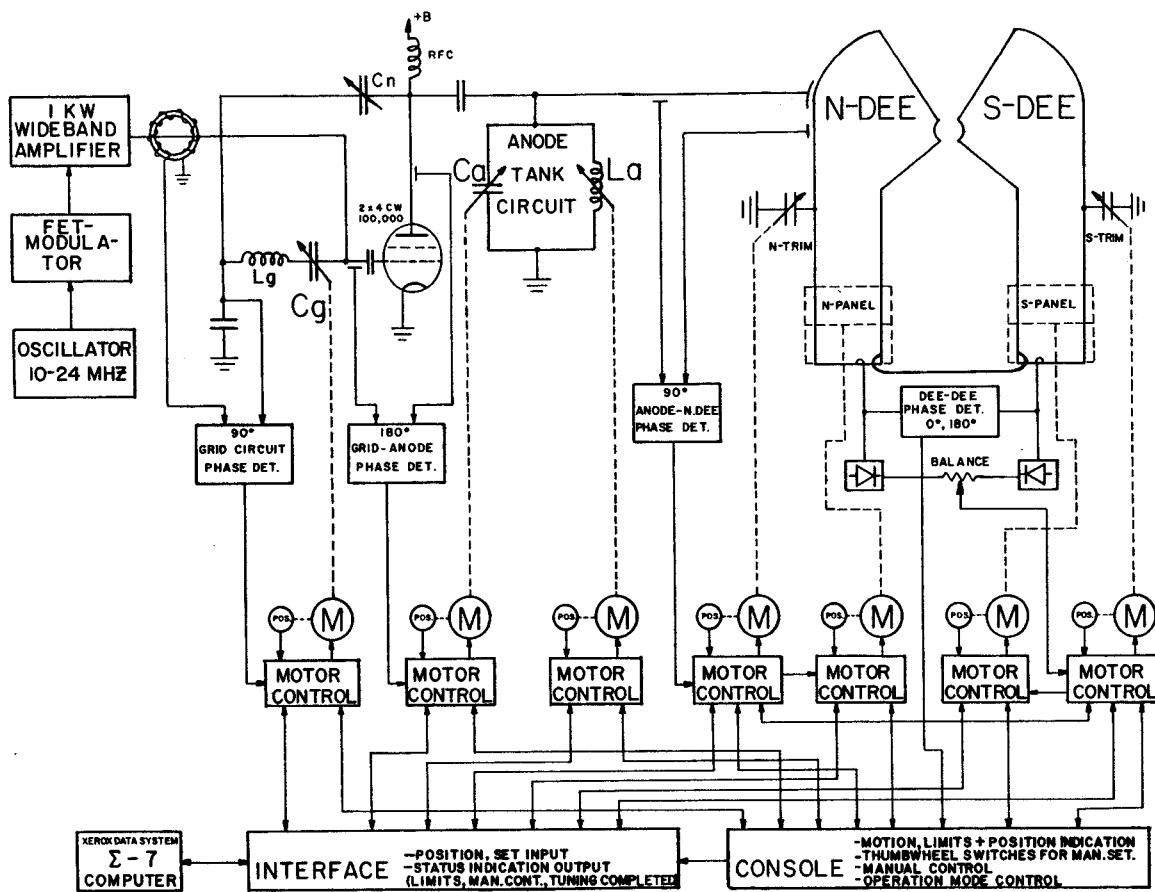 +B
RFC
Cn
1 KW
WIDEBAND
AMPLIFIER
N-DEE
S-DEE
ANODE
TANK
CIRCUIT
Ca
La
2 x 4 CW
100,000
FET-
MODULA-
TOR
Lg
Cg
N-TRIM
S-TRIM
N-PANEL
S-PANEL
OSCILLATOR
10-24 MHZ
90°
GRID CIRCUIT
PHASE DET.
180°
GRID-ANODE
PHASE DET.
90°
ANODE-N.DEE
PHASE DET.
DEE-DEE
PHASE DET.
0°, 180°
BALANCE
POS.
M
POS.
M
POS.
M
POS.
M
POS.
M
POS.
M
POS.
M
MOTOR
CONTROL
MOTOR
CONTROL
MOTOR
CONTROL
MOTOR
CONTROL
MOTOR
CONTROL
MOTOR
CONTROL
MOTOR
CONTROL
XEROX DATA SYSTEM
Σ-7
COMPUTER
INTERFACE
-POSITION, SET INPUT
-STATUS INDICATION OUTPUT
(LIMITS, MAN. CONT., TUNING COMPLETED)
CONSOLE
-MOTION, LIMITS + POSITION INDICATION
-THUMBWHEEL SWITCHES FOR MAN. SET.
-MANUAL CONTROL
-OPERATION MODE CONTROL